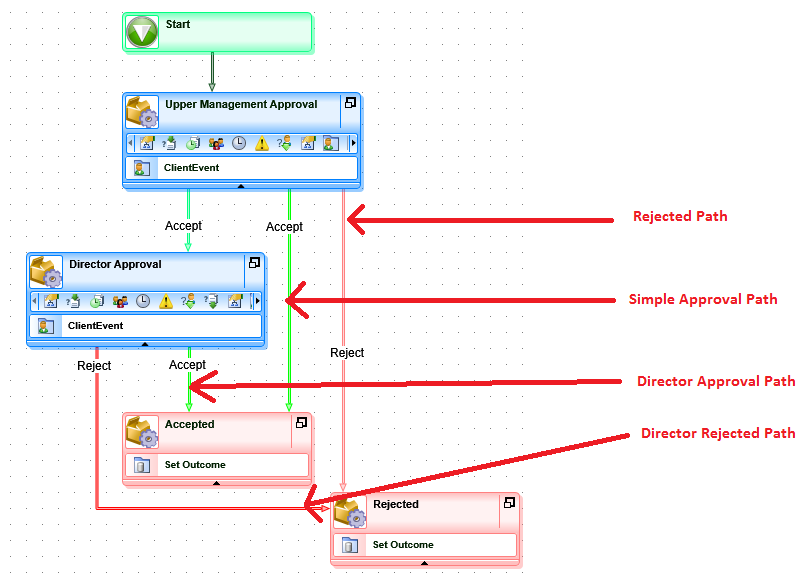 Start
Upper Management Approval
ClientEvent
Rejected Path
Accept
Accept
Director Approval
Simple Approval Path
ClientEvent
Reject
Reject
Accept
Director Approval Path
Accepted
Director Rejected Path
Set Outcome
Rejected
Set Outcome